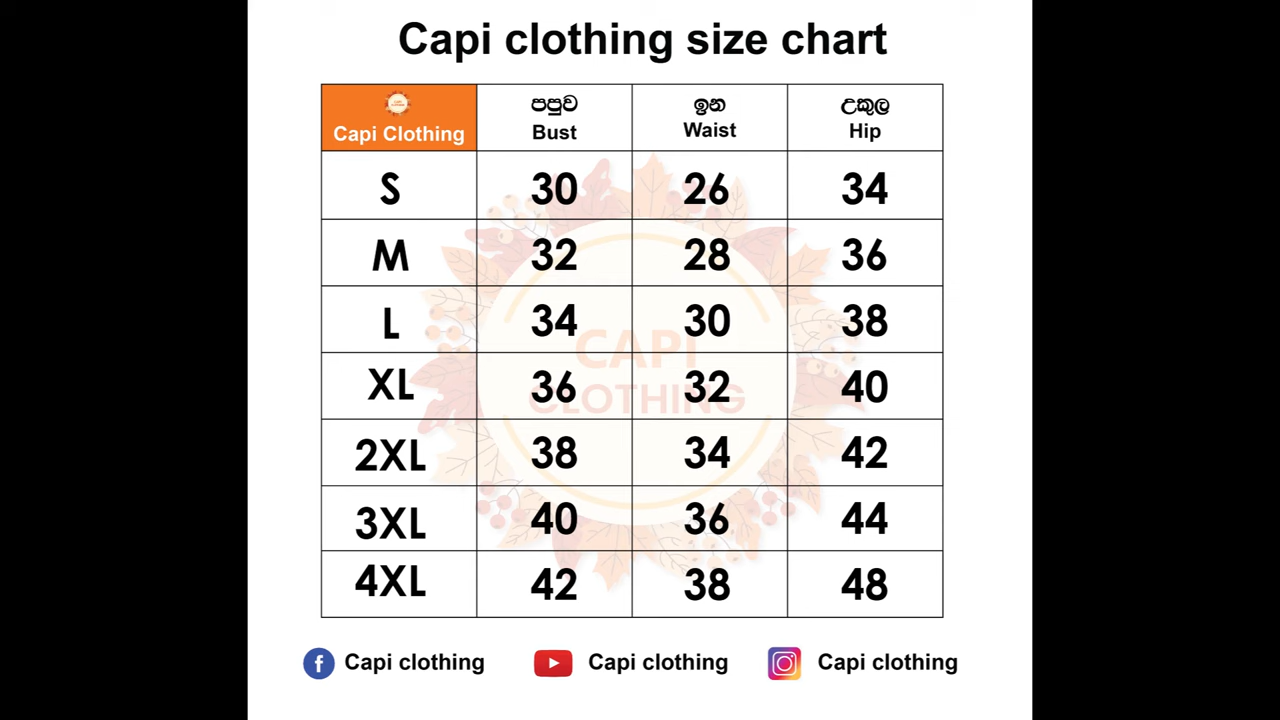 Capi clothing size chart
Capi Clothing
පපුව
Bust
ඉන
Waist
උකුල
Hip
S 30 26 34
M 32 28 36
L 34 30 38
XL 36 32 40
2XL 38 34 42
3XL 40 36 44
4XL 42 38 48
CAPI
CLOTHING
Capi clothing Capi clothing Capi clothing